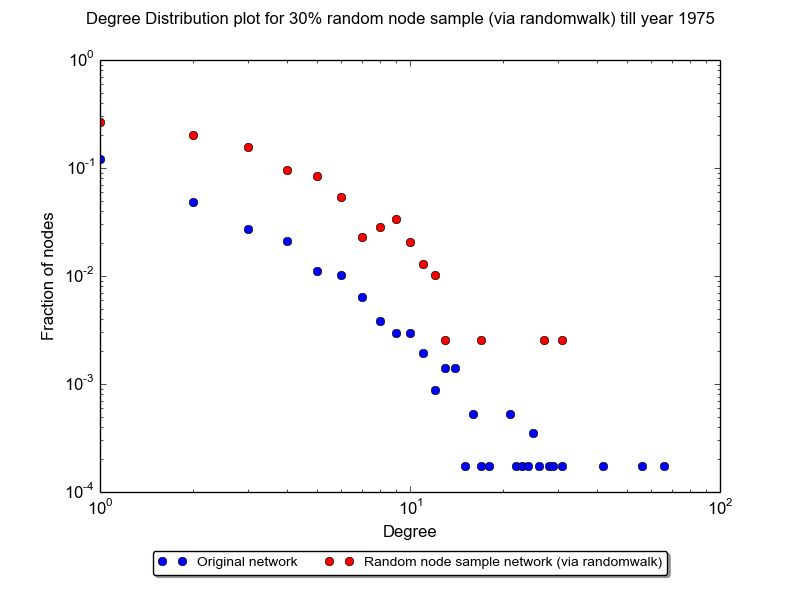 Degree Distribution plot for 30% random node sample (via randomwalk) till year 1975
10^0
10^-1
10^-2
10^-3
10^-4
Fraction of nodes
10^0 10^1 10^2
Degree
Original network Random node sample network (via randomwalk)